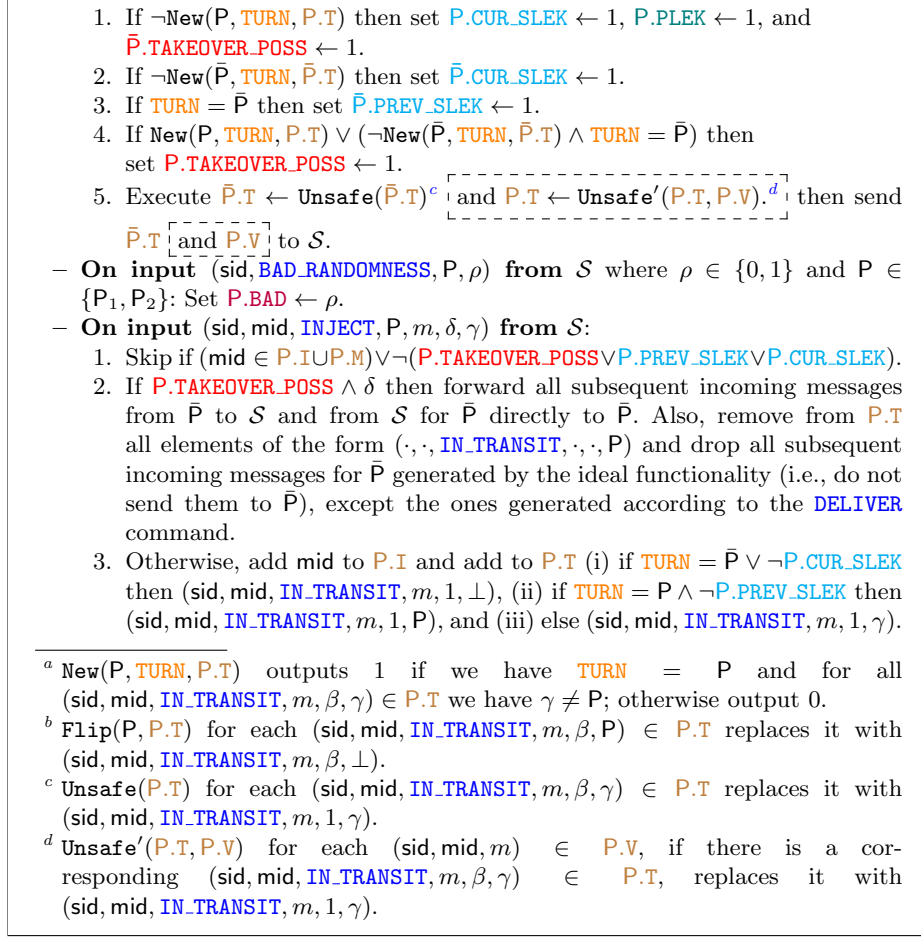 1. If ¬New(P, TURN, P.T) then set P.CUR_SLEK ← 1, P.PLEK ← 1, and
P̄.TAKEOVER_POSS ← 1.
2. If ¬New(P̄, TURN, P̄.T) then set P̄.CUR_SLEK ← 1.
3. If TURN = P̄ then set P̄.PREV_SLEK ← 1.
4. If New(P, TURN, P.T) ∨ (¬New(P̄, TURN, P̄.T) ∧ TURN = P̄) then
set P.TAKEOVER_POSS ← 1.
5. Execute P̄.T ← Unsafe(P̄.T)^c and P.T ← Unsafe′(P.T, P.V).^d then send
P̄.T and P.V to 𝒮.
– On input (sid, BAD_RANDOMNESS, P, ρ) from 𝒮 where ρ ∈ {0, 1} and P ∈
{P₁, P₂}: Set P.BAD ← ρ.
– On input (sid, mid, INJECT, P, m, δ, γ) from 𝒮:
1. Skip if (mid ∈ P.I∪P.M)∨¬(P.TAKEOVER_POSS∨P.PREV_SLEK∨P.CUR_SLEK).
2. If P.TAKEOVER_POSS ∧ δ then forward all subsequent incoming messages
from P̄ to 𝒮 and from 𝒮 for P̄ directly to P̄. Also, remove from P.T
all elements of the form (·, ·, IN_TRANSIT, ·, ·, P) and drop all subsequent
incoming messages for P̄ generated by the ideal functionality (i.e., do not
send them to P̄), except the ones generated according to the DELIVER
command.
3. Otherwise, add mid to P.I and add to P.T (i) if TURN = P̄ ∨ ¬P.CUR_SLEK
then (sid, mid, IN_TRANSIT, m, 1, ⊥), (ii) if TURN = P ∧ ¬P.PREV_SLEK then
(sid, mid, IN_TRANSIT, m, 1, P), and (iii) else (sid, mid, IN_TRANSIT, m, 1, γ).
^a New(P, TURN, P.T) outputs 1 if we have TURN = P and for all
(sid, mid, IN_TRANSIT, m, β, γ) ∈ P.T we have γ ≠ P; otherwise output 0.
^b Flip(P, P.T) for each (sid, mid, IN_TRANSIT, m, β, P) ∈ P.T replaces it with
(sid, mid, IN_TRANSIT, m, β, ⊥).
^c Unsafe(P.T) for each (sid, mid, IN_TRANSIT, m, β, γ) ∈ P.T replaces it with
(sid, mid, IN_TRANSIT, m, 1, γ).
^d Unsafe′(P.T, P.V) for each (sid, mid, m) ∈ P.V, if there is a cor-
responding (sid, mid, IN_TRANSIT, m, β, γ) ∈ P.T, replaces it with
(sid, mid, IN_TRANSIT, m, 1, γ).